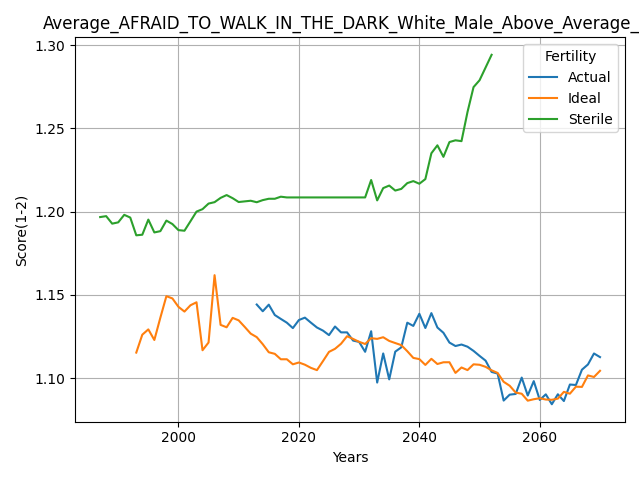 Average_AFRAID_TO_WALK_IN_THE_DARK_White_Male_Above_Average_
1.30
1.25
1.20
1.15
1.10
Score(1-2)
Fertility
Actual
Ideal
Sterile
2000 2020 2040 2060
Years